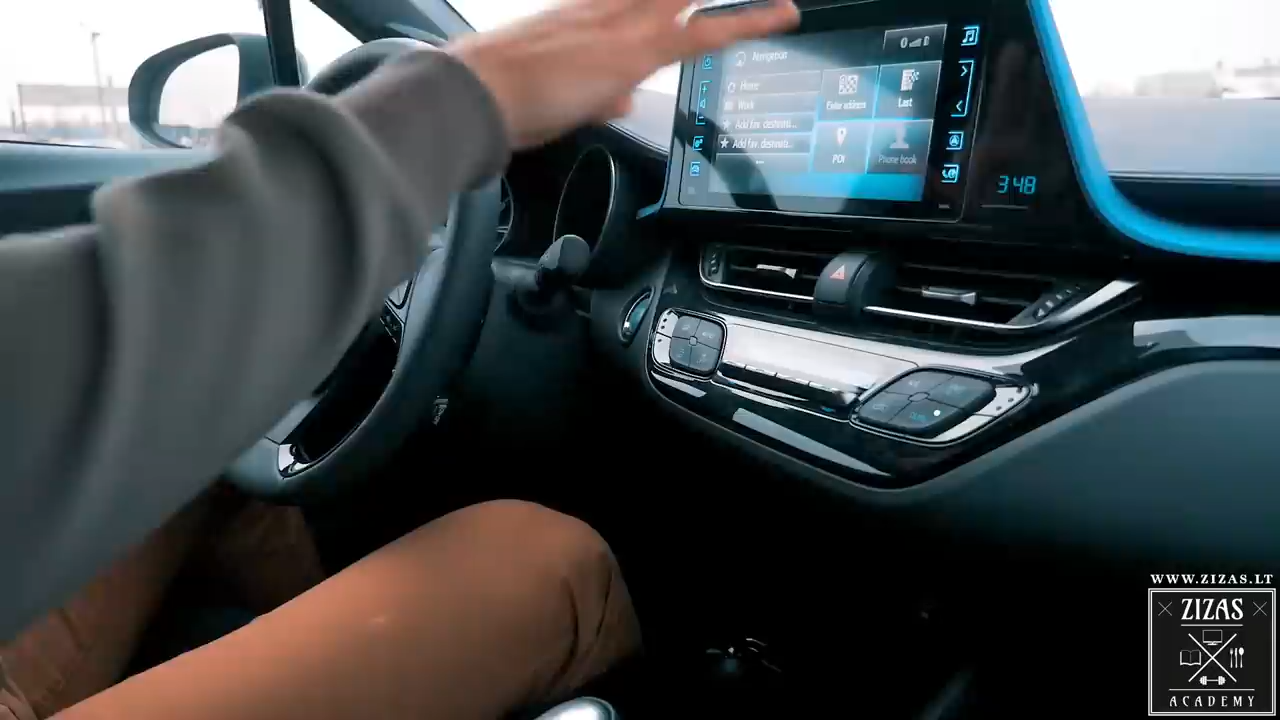 Navigation
Home
Work
Add fav. destinati...
Add fav. destinati...
Enter address
Last
POI
Phone book
3:48
WWW.ZIZAS.LT
ZIZAS
ACADEMY